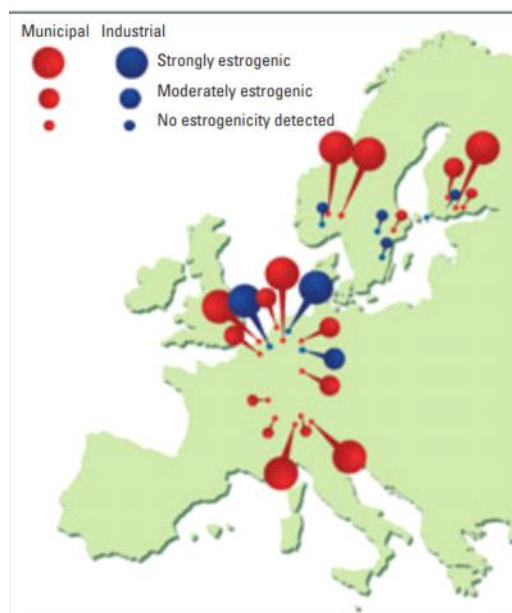 Municipal Industrial
Strongly estrogenic
Moderately estrogenic
No estrogenicity detected